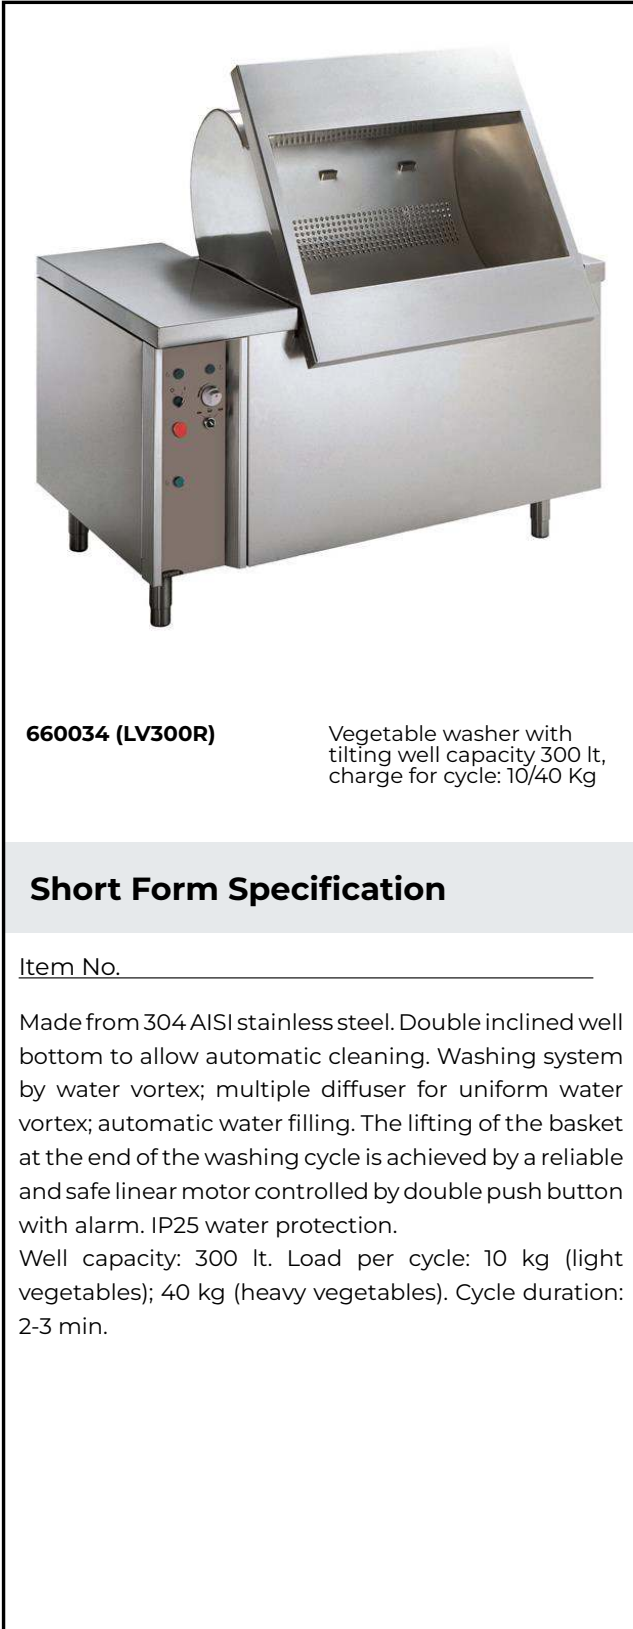 660034 (LV300R)
Vegetable washer with
tilting well capacity 300 lt,
charge for cycle: 10/40 Kg
Short Form Specification
Item No.
Made from 304 AISI stainless steel. Double inclined well
bottom to allow automatic cleaning. Washing system
by water vortex; multiple diffuser for uniform water
vortex; automatic water filling. The lifting of the basket
at the end of the washing cycle is achieved by a reliable
and safe linear motor controlled by double push button
with alarm. IP25 water protection.
Well capacity: 300 lt. Load per cycle: 10 kg (light
vegetables); 40 kg (heavy vegetables). Cycle duration:
2-3 min.